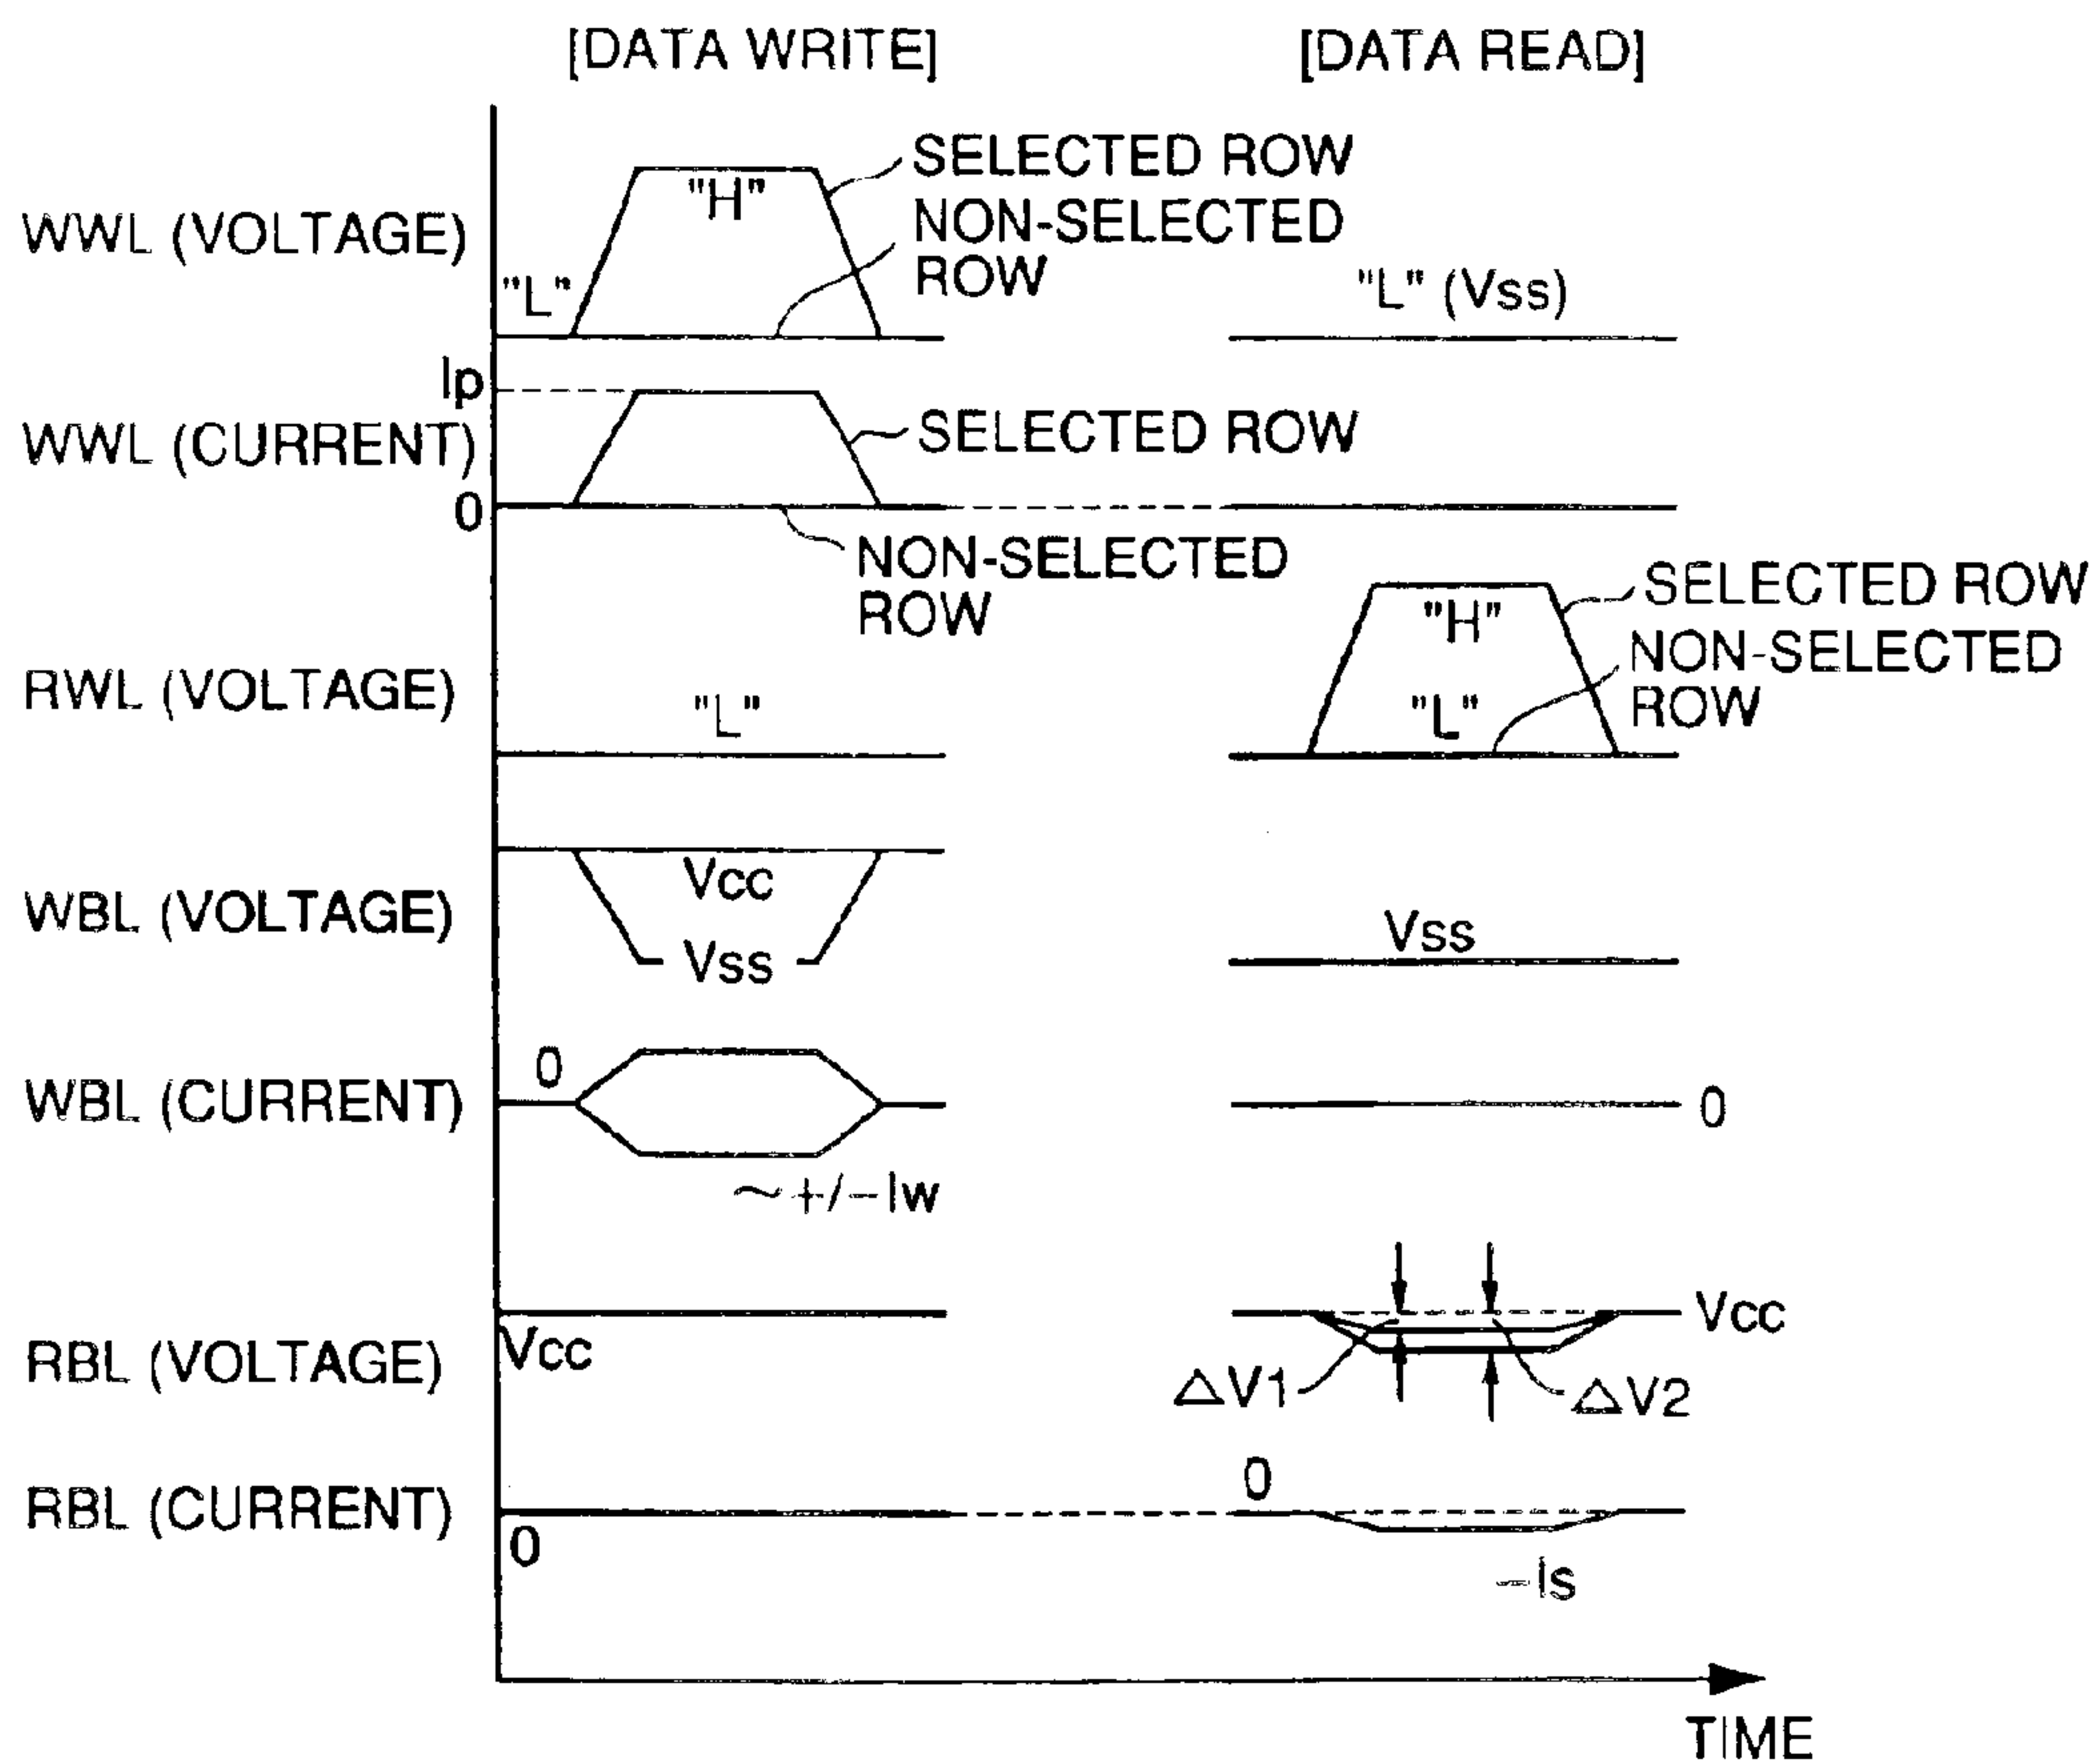 [DATA WRITE]
[DATA READ]
WWL (VOLTAGE)
"L"
"H"
SELECTED ROW
NON-SELECTED
ROW
"L" (Vss)
Ip
WWL (CURRENT)
0
SELECTED ROW
NON-SELECTED
ROW
RWL (VOLTAGE)
"L"
"H"
"L"
SELECTED ROW
NON-SELECTED
ROW
WBL (VOLTAGE)
Vcc
Vss
Vss
WBL (CURRENT)
0
~+/-Iw
0
RBL (VOLTAGE)
Vcc
△V1
△V2
Vcc
RBL (CURRENT)
0
0
-Is
TIME